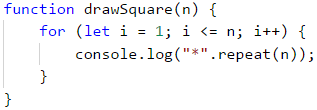 function drawSquare(n) {
    for (let i = 1; i <= n; i++) {
        console.log("*".repeat(n));
    }
}